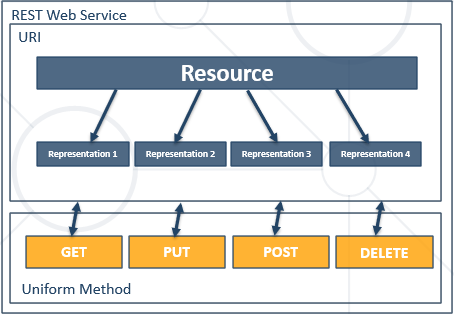 REST Web Service
URI
Resource
Representation 1
Representation 2
Representation 3
Representation 4
GET
PUT
POST
DELETE
Uniform Method